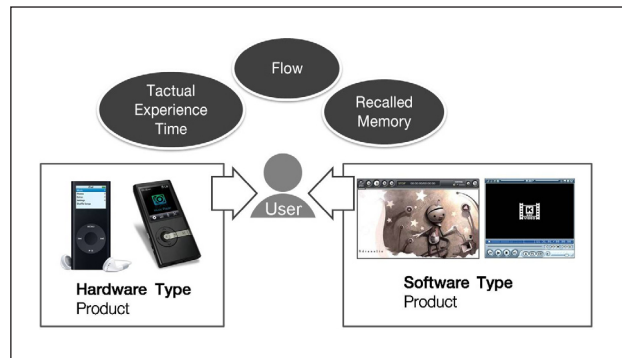 Flow
Tactual
Experience
Time
Recalled
Memory
User
Hardware Type
Product
Software Type
Product